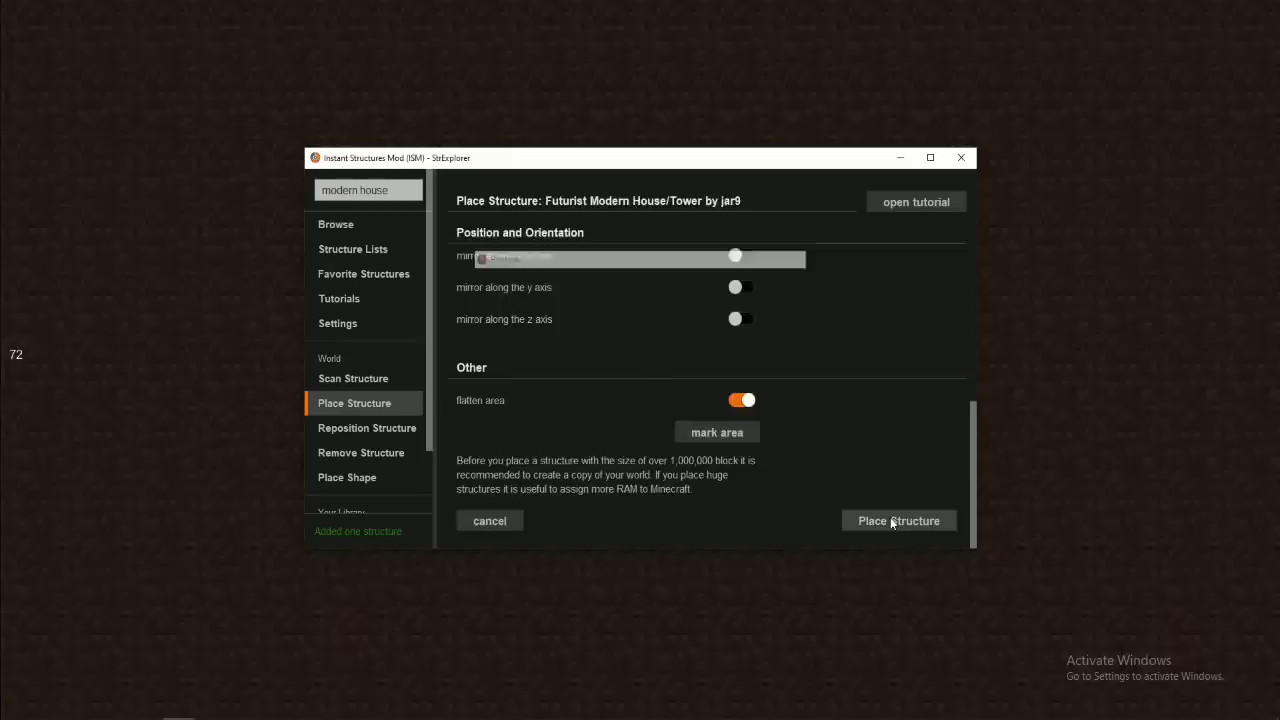 Instant Structures Mod (ISM) - StrExplorer
modern house
Place Structure: Futurist Modern House/Tower by jar9
open tutorial
Browse
Structure Lists
Favorite Structures
Tutorials
Settings
World
Scan Structure
Place Structure
Reposition Structure
Remove Structure
Place Shape
Your Library
Added one structure
Position and Orientation
mirror along the y axis
mirror along the z axis
Other
flatten area
mark area
Before you place a structure with the size of over 1,000,000 block it is
recommended to create a copy of your world. If you place huge
structures it is useful to assign more RAM to Minecraft.
cancel
Place Structure
72
Activate Windows
Go to Settings to activate Windows.